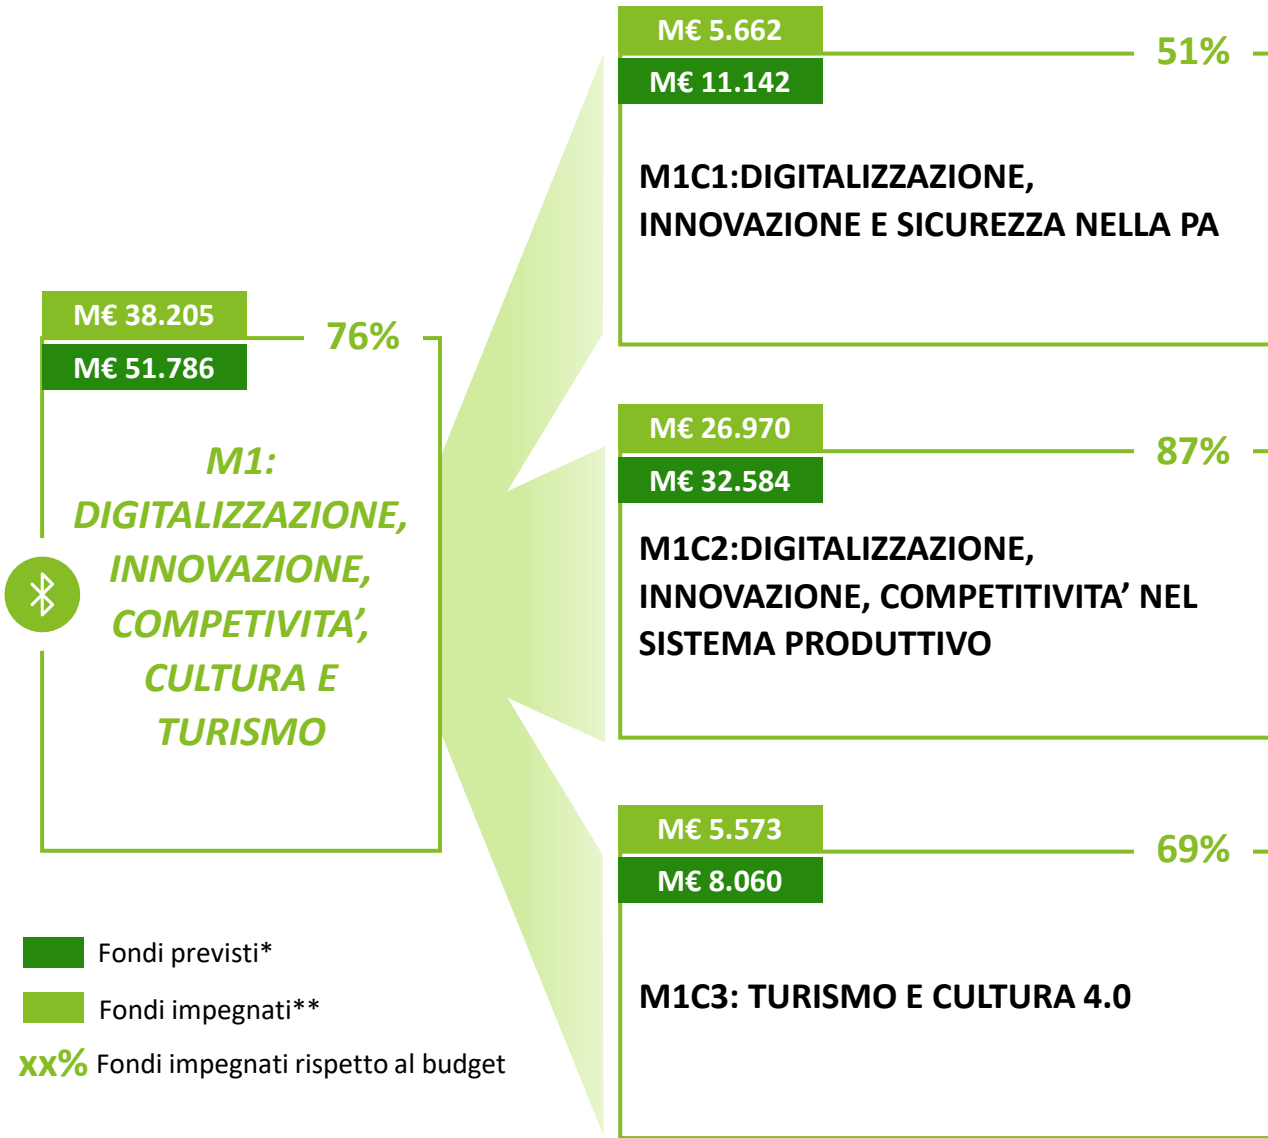 M€ 38.205
76%
M€ 51.786
M1:
DIGITALIZZAZIONE,
INNOVAZIONE,
COMPETIVITA’,
CULTURA E
TURISMO
M€ 5.662
51%
M€ 11.142
M1C1:DIGITALIZZAZIONE,
INNOVAZIONE E SICUREZZA NELLA PA
M€ 26.970
87%
M€ 32.584
M1C2:DIGITALIZZAZIONE,
INNOVAZIONE, COMPETITIVITA’ NEL
SISTEMA PRODUTTIVO
M€ 5.573
69%
M€ 8.060
M1C3: TURISMO E CULTURA 4.0
Fondi previsti*
Fondi impegnati**
xx% Fondi impegnati rispetto al budget